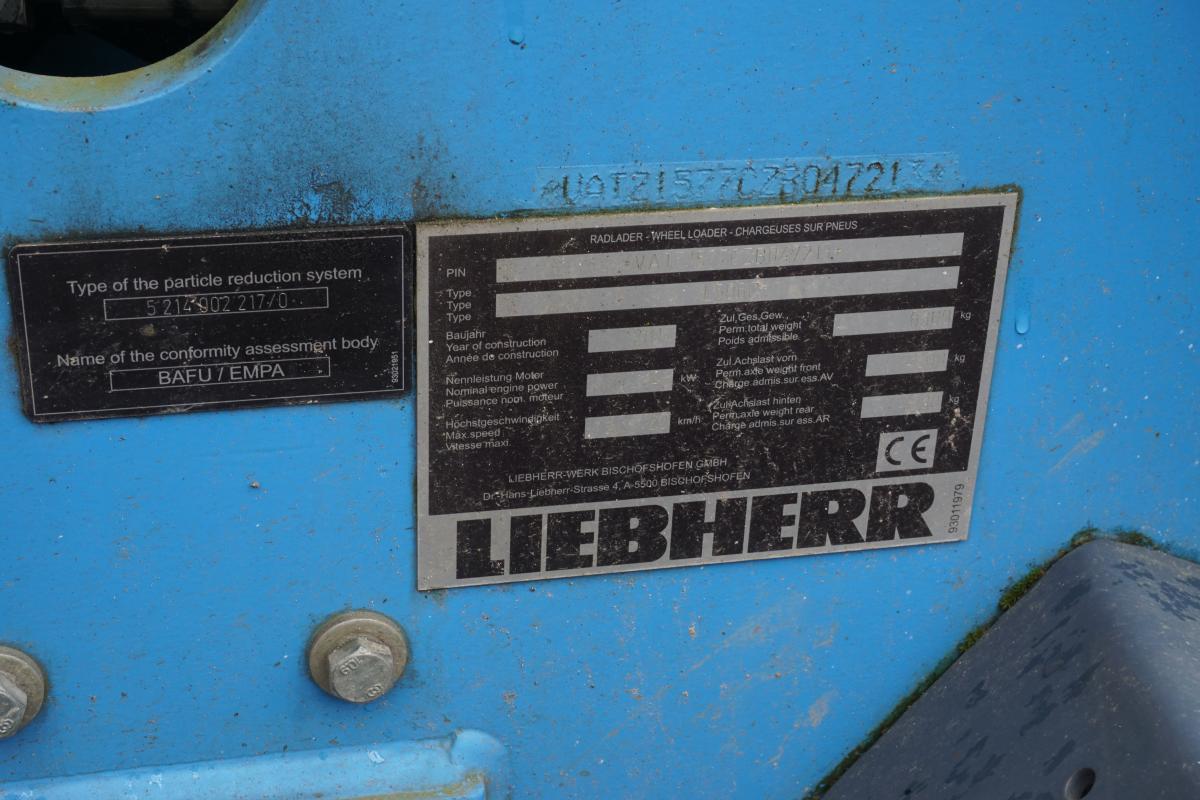 *VATZ1577CZB047213*
RADLADER - WHEEL LOADER - CHARGEUSES SUR PNEUS
PIN
Type
Type
Type
Baujahr
Year of construction
Année de construction
Nennleistung Motor
Nominal engine power
Puissance nom. moteur
kW
Höchstgeschwindigkeit
Max.speed
Vitesse maxi.
km/h
Zul.Ges.Gew.
Perm.total weight
Poids admissible
kg
Zul.Achslast vorn
Perm.axle weight front
Charge admis.sur ess.AV
kg
Zul.Achslast hinten
Perm.axle weight rear
Charge admis.sur ess.AR
kg
CE
LIEBHERR-WERK BISCHOFSHOFEN GMBH
Dr.-Hans-Liebherr-Strasse 4, A-5500 BISCHOFSHOFEN
LIEBHERR
93011979
Type of the particle reduction system
5 214 902 217/0
Name of the conformity assessment body
BAFU / EMPA
93021951